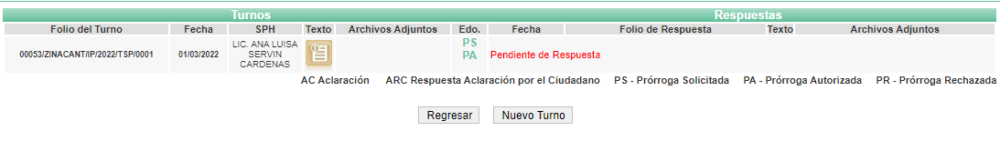 Turnos Respuestas
Folio del Turno Fecha SPH Texto Archivos Adjuntos Edo. Fecha Folio de Respuesta Texto Archivos Adjuntos
00053/ZINACANT/IP/2022/TSP/0001 01/03/2022 LIC. ANA LUISA SERVIN CARDENAS PS PA Pendiente de Respuesta
AC Aclaración ARC Respuesta Aclaración por el Ciudadano PS - Prórroga Solicitada PA - Prórroga Autorizada PR - Prórroga Rechazada
Regresar Nuevo Turno